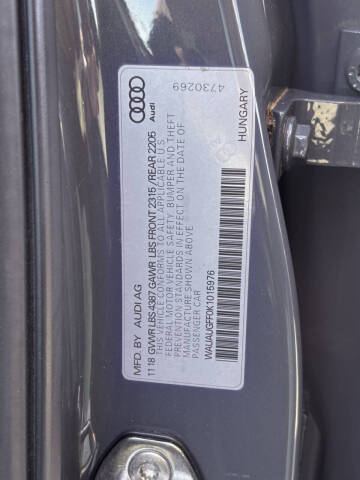 4730269
Audi
MFD. BY AUDI AG
11 18 GVWR LBS 4387 GAWR LBS FRONT 2315 / REAR 2205
THIS VEHICLE CONFORMS TO ALL APPLICABLE U.S.
FEDERAL MOTOR VEHICLE SAFETY, BUMPER AND THEFT
PREVENTION STANDARDS IN EFFECT ON THE DATE OF
MANUFACTURE SHOWN ABOVE
PASSENGER CAR
WAUAUGFF0K1015976
HUNGARY